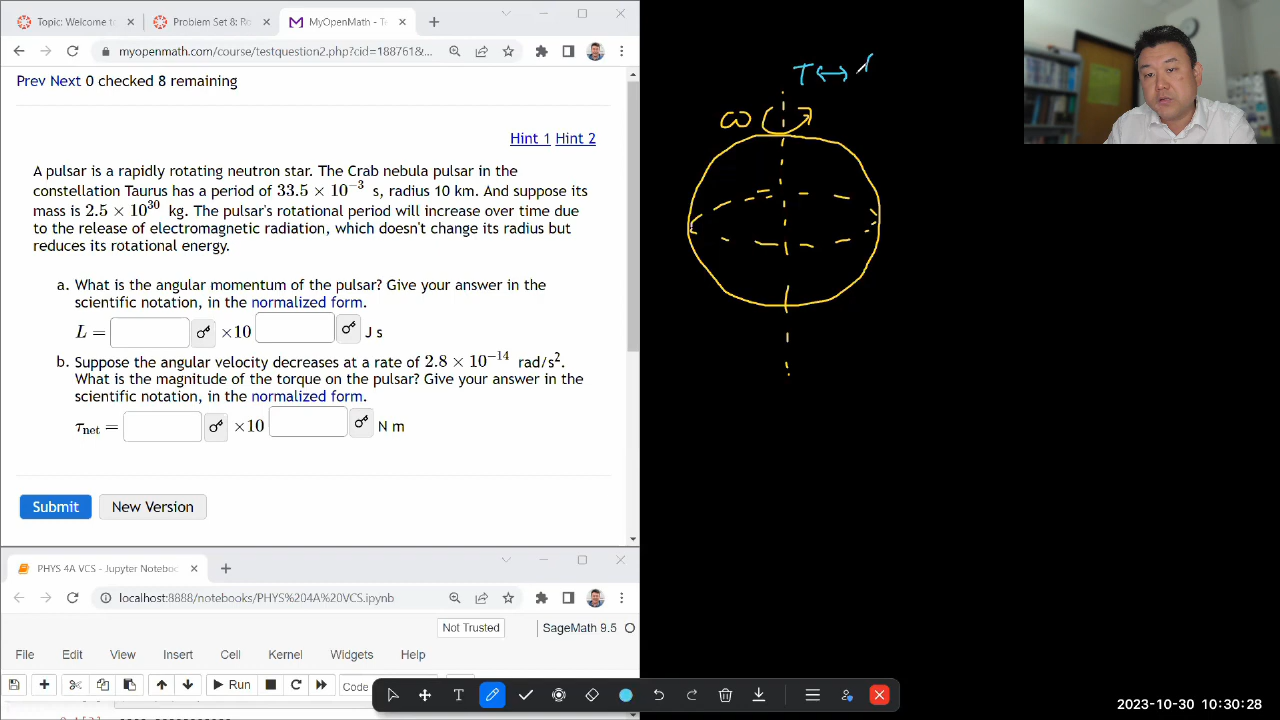 Topic: Welcome t
Problem Set 8: Ro
MyOpenMath - Te
myopenmath.com/course/testquestion2.php?cid=188761&...
Prev Next 0 checked 8 remaining
Hint 1 Hint 2
A pulsar is a rapidly rotating neutron star. The Crab nebula pulsar in the
constellation Taurus has a period of 33.5 × 10⁻³ s, radius 10 km. And suppose its
mass is 2.5 × 10³⁰ kg. The pulsar's rotational period will increase over time due
to the release of electromagnetic radiation, which doesn't change its radius but
reduces its rotational energy.
a. What is the angular momentum of the pulsar? Give your answer in the
scientific notation, in the normalized form.
L = ×10 J s
b. Suppose the angular velocity decreases at a rate of 2.8 × 10⁻¹⁴ rad/s².
What is the magnitude of the torque on the pulsar? Give your answer in the
scientific notation, in the normalized form.
τnet = ×10 N m
Submit New Version
PHYS 4A VCS - Jupyter Noteboo
localhost:8888/notebooks/PHYS%204A%20VCS.ipynb
Not Trusted SageMath 9.5
File Edit View Insert Cell Kernel Widgets Help
Run Code
T ↔
ω
2023-10-30 10:30:28